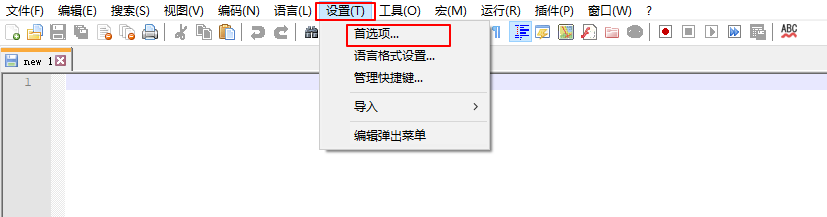 文件(F) 编辑(E) 搜索(S) 视图(V) 编码(N) 语言(L) 设置(T) 工具(O) 宏(M) 运行(R) 插件(P) 窗口(W) ?
首选项...
语言格式设置...
管理快捷键...
导入
编辑弹出菜单
ABC
new 1
1